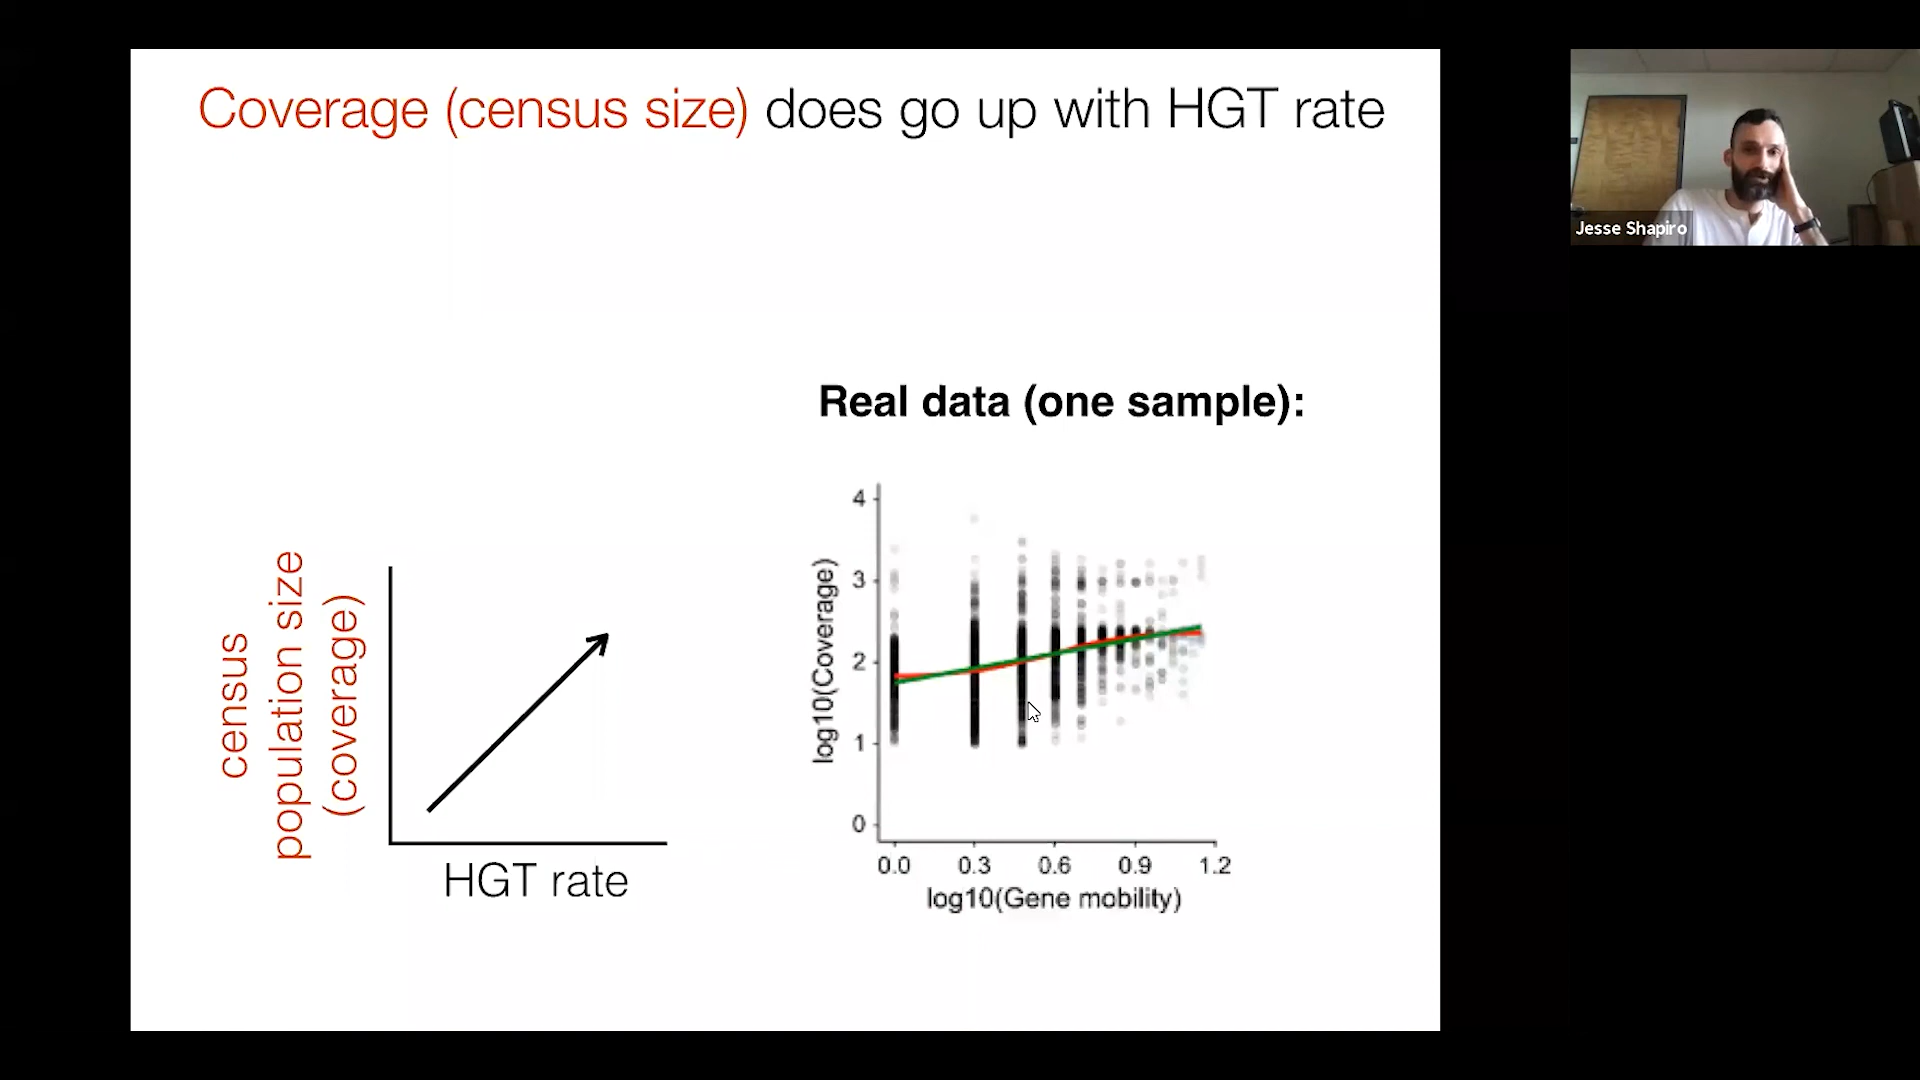 Coverage (census size) does go up with HGT rate
Jesse Shapiro
Real data (one sample):
census
population size
(coverage)
HGT rate
log10(Coverage)
4
3
2
1
0
0.0 0.3 0.6 0.9 1.2
log10(Gene mobility)